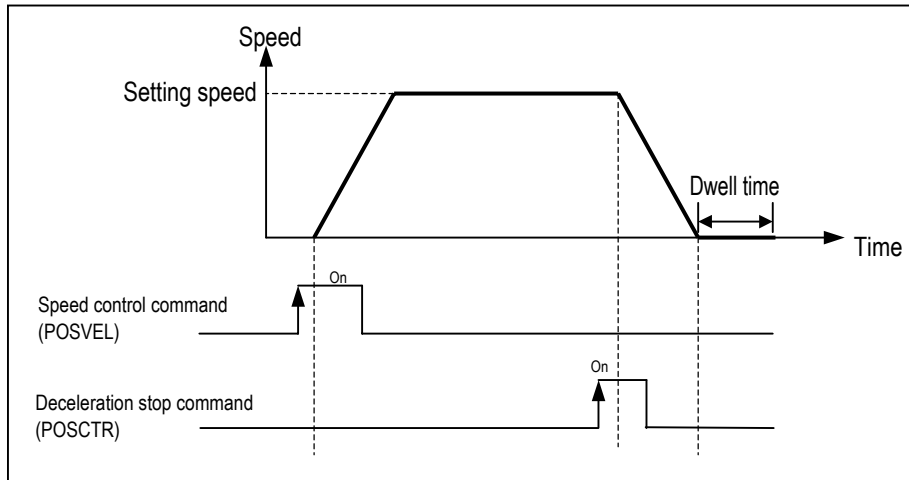 Speed
Setting speed
Dwell time
Time
On
Speed control command
(POSVEL)
On
Deceleration stop command
(POSCTR)